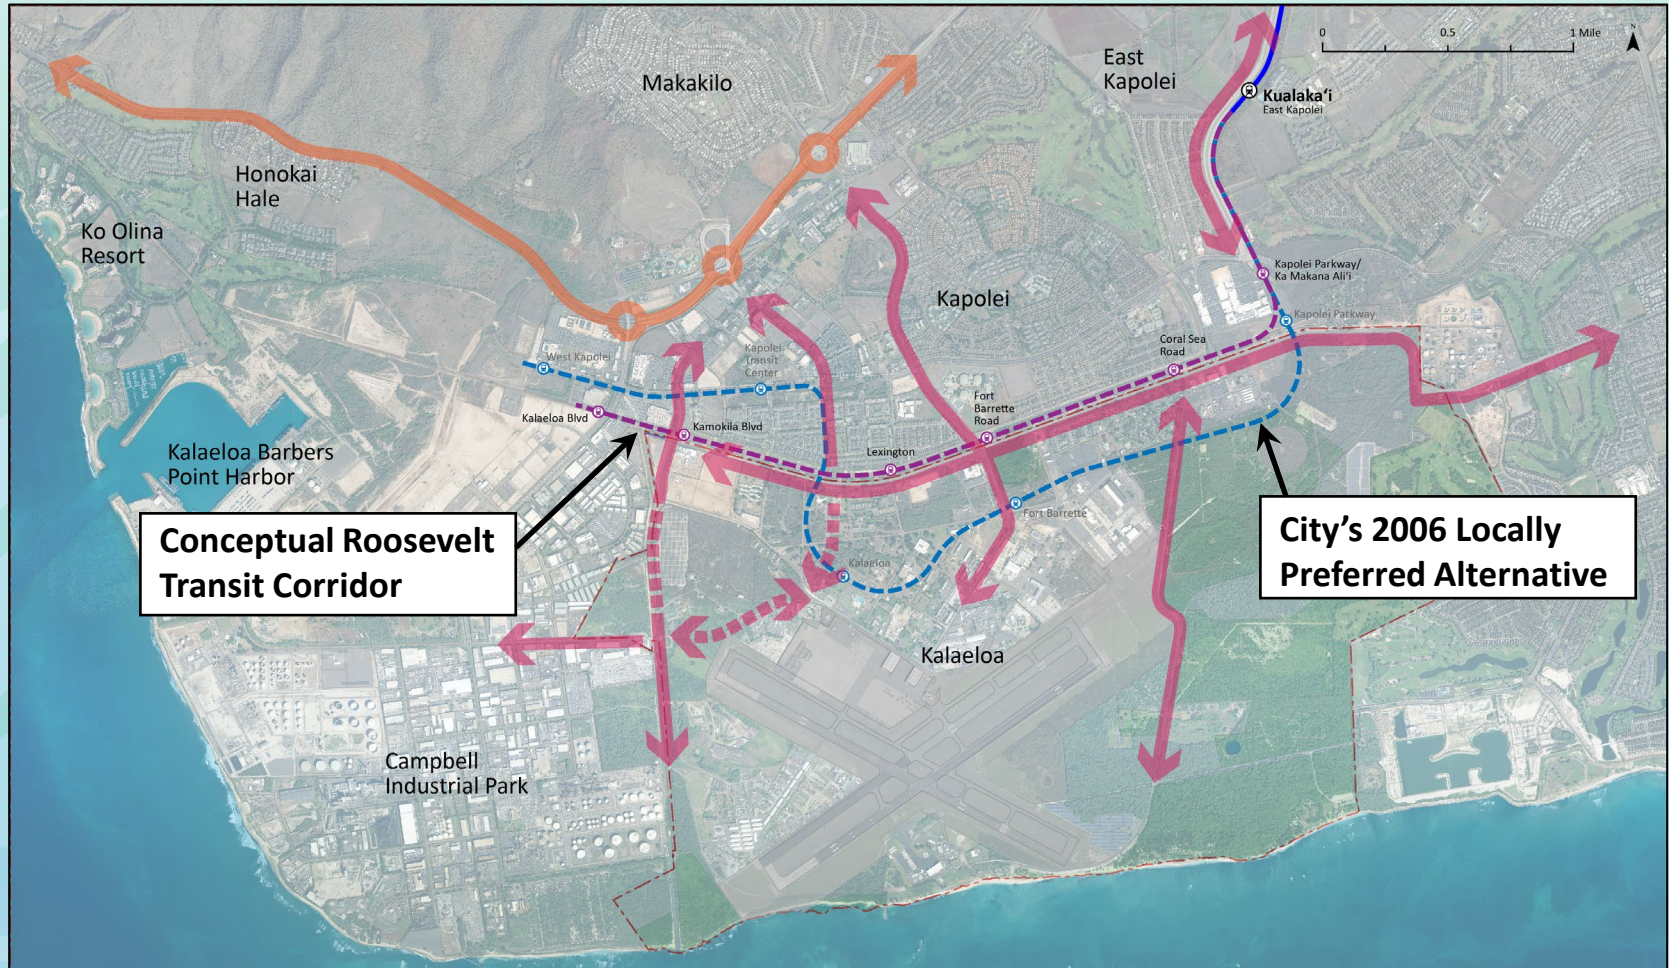 0 0.5 1 Mile
N
East
Kapolei
Makakilo
Kualakaʻi
East Kapolei
Honokai
Hale
Ko Olina
Resort
Kapolei Parkway/
Ka Makana Aliʻi
Kapolei
Kapolei Parkway
Coral Sea
Road
West Kapolei
Kapolei
Transit
Center
Fort
Barrette
Road
Kalaeloa Blvd
Kamokila Blvd
Lexington
Kalaeloa Barbers
Point Harbor
Fort Barrette
Conceptual Roosevelt
Transit Corridor
City’s 2006 Locally
Preferred Alternative
Kalaeloa
Kalaeloa
Campbell
Industrial Park